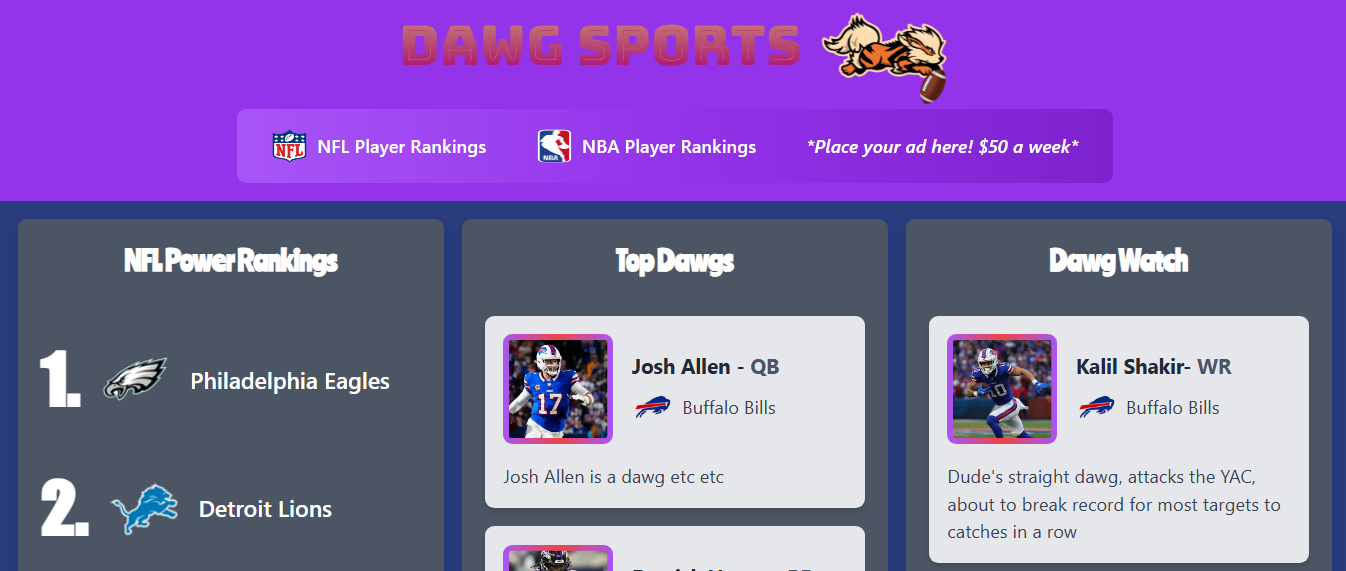 DAWG SPORTS
NFL
NFL Player Rankings
NBA
NBA Player Rankings
*Place your ad here! $50 a week*
NFL Power Rankings
1.
Philadelphia Eagles
2.
Detroit Lions
Top Dawgs
17
Josh Allen - QB
Buffalo Bills
Josh Allen is a dawg etc etc
Dawg Watch
10
Kalil Shakir- WR
Buffalo Bills
Dude's straight dawg, attacks the YAC,
about to break record for most targets to
catches in a row